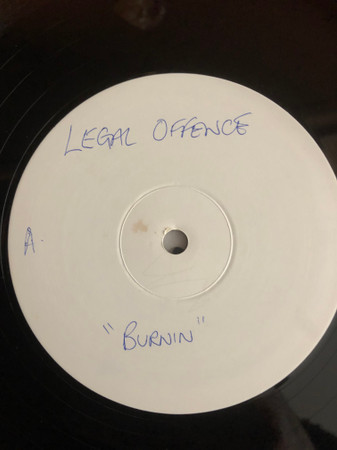 LEGAL OFFENCE
A.
"BURNIN"